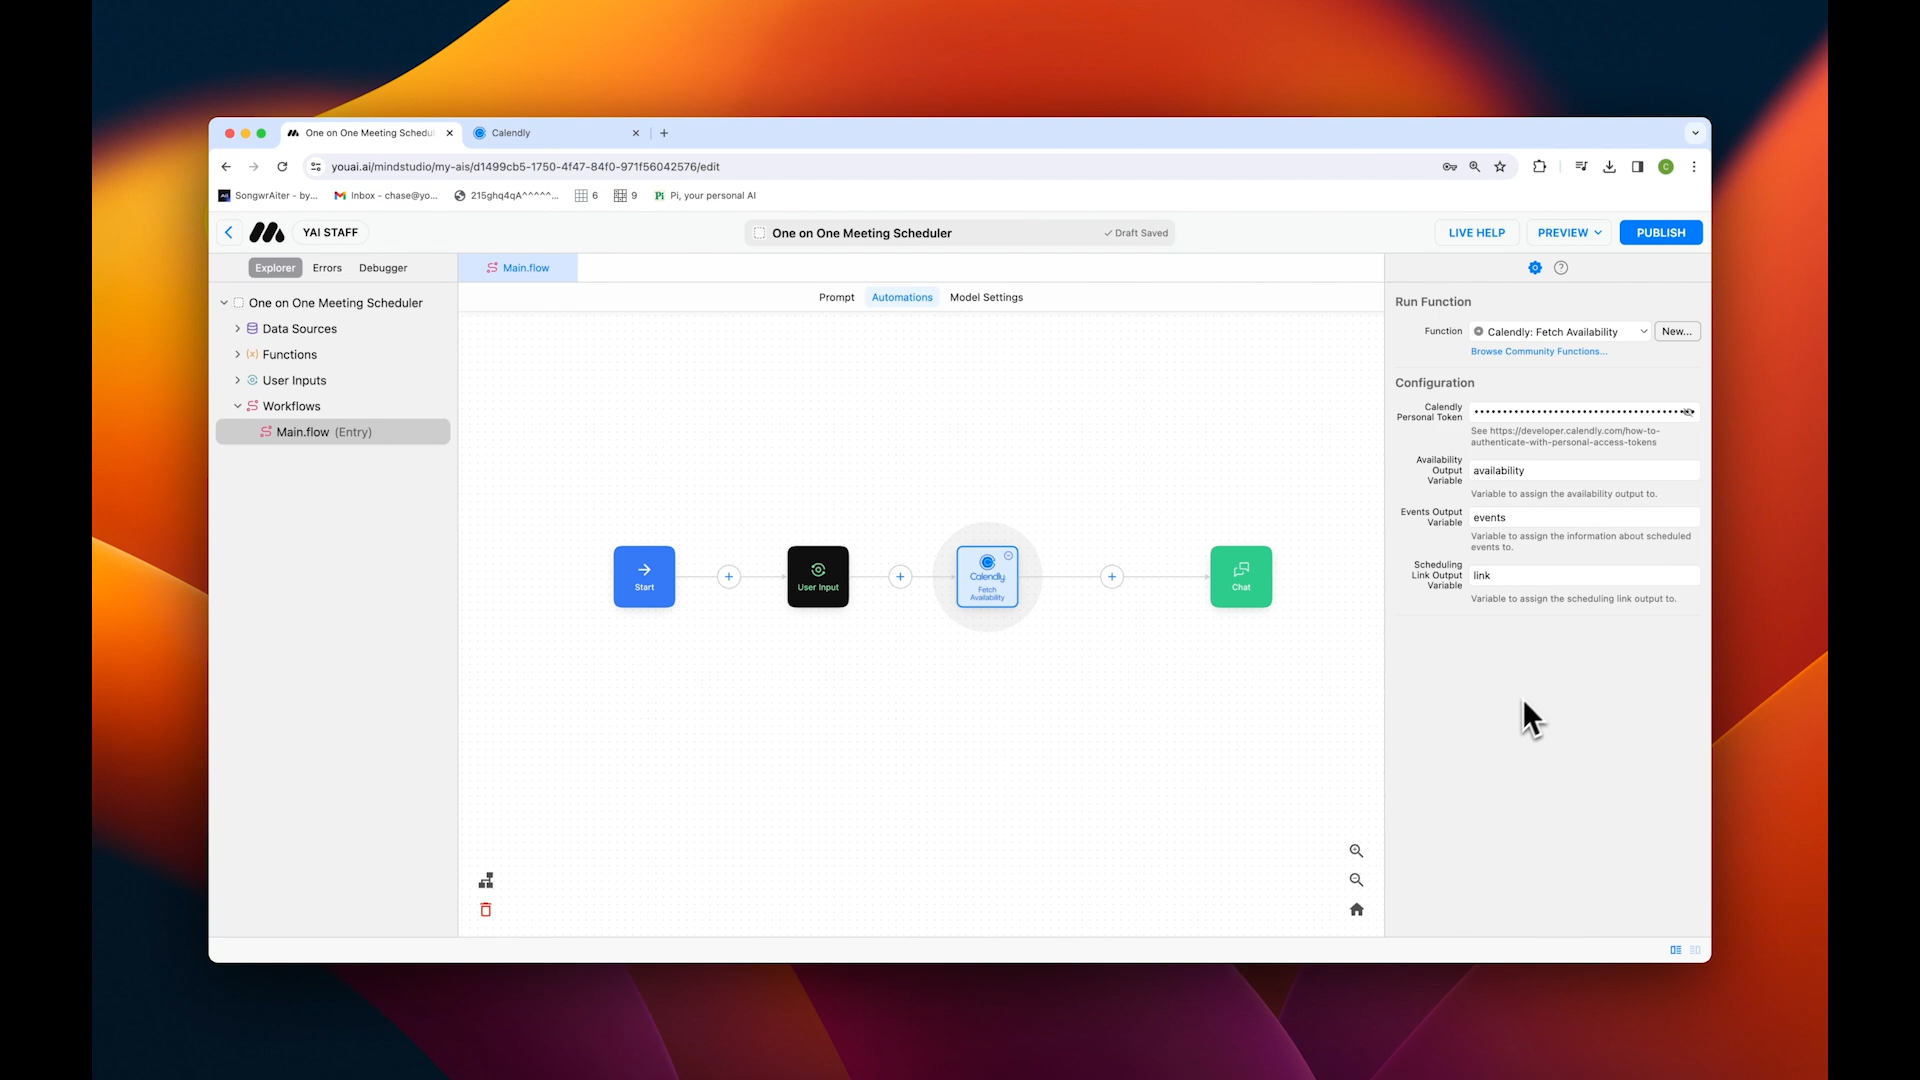 One on One Meeting Schedul
Calendly
youai.ai/mindstudio/my-ais/d1499cb5-1750-4f47-84f0-971f56042576/edit
C
SongwrAiter - by...
Inbox - chase@yo...
215ghq4qA^^^^^...
6
9
Pi
Pi, your personal AI
YAI STAFF
One on One Meeting Scheduler
Draft Saved
LIVE HELP
PREVIEW
PUBLISH
Explorer
Errors
Debugger
Main.flow
One on One Meeting Scheduler
Data Sources
(x) Functions
User Inputs
Workflows
Main.flow (Entry)
Prompt
Automations
Model Settings
Start
User Input
Calendly
Fetch
Availability
Chat
Run Function
Function
Calendly: Fetch Availability
New...
Browse Community Functions...
Configuration
Calendly
Personal Token
See https://developer.calendly.com/how-to-
authenticate-with-personal-access-tokens
Availability
Output
Variable
availability
Variable to assign the availability output to.
Events Output
Variable
events
Variable to assign the information about scheduled
events to.
Scheduling
Link Output
Variable
link
Variable to assign the scheduling link output to.